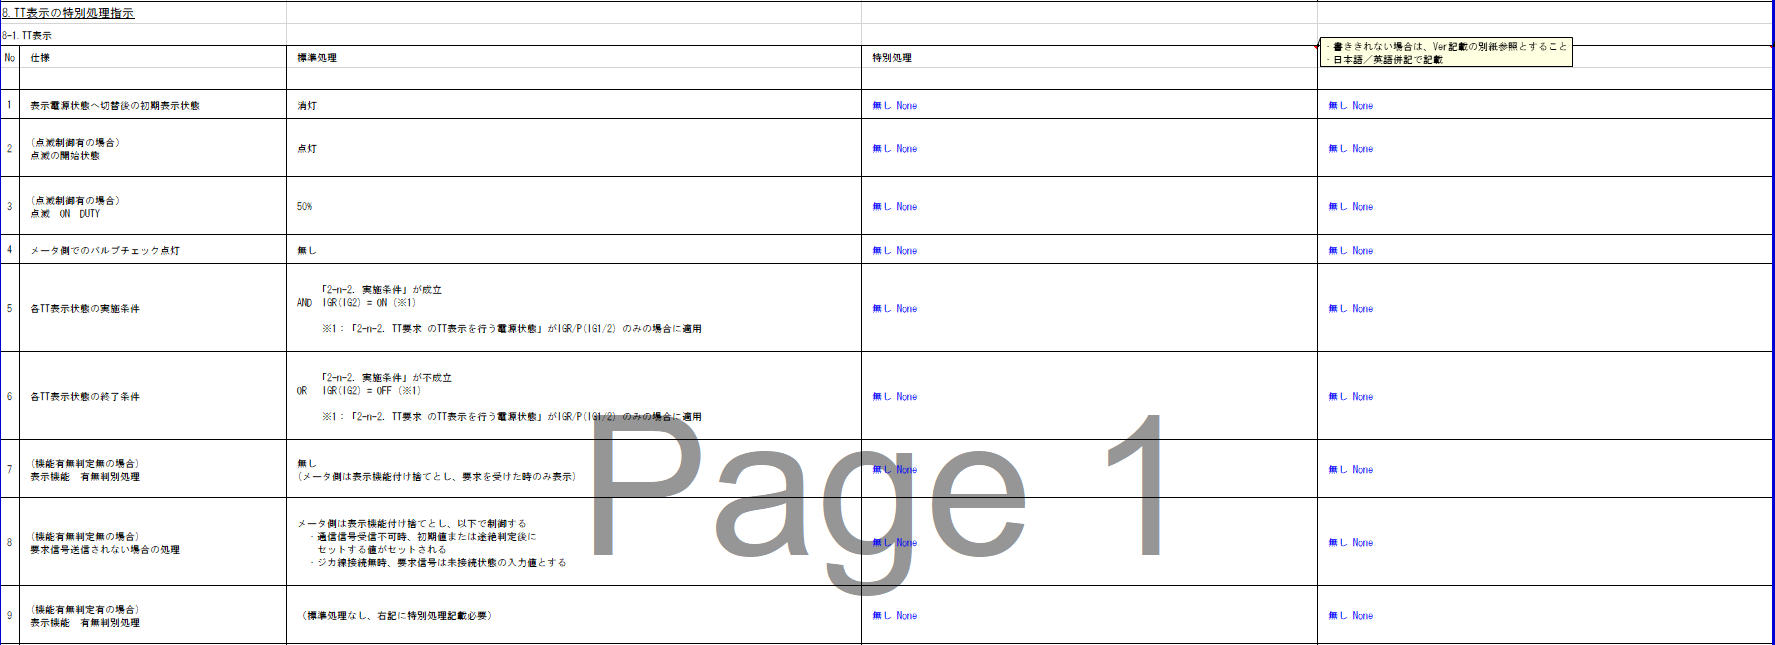 8.TT表示の特別処理指示
8-1.TT表示
No 仕様 標準処理 特別処理
・書ききれない場合は、Ver記載の別紙参照とすること
・日本語／英語併記で記載
1 表示電源状態へ切替後の初期表示状態 消灯 無し None 無し None
2 (点滅制御有の場合)
点滅の開始状態
点灯 無し None 無し None
3 (点滅制御有の場合)
点滅 ON DUTY
50% 無し None 無し None
4 メータ側でのバルブチェック点灯 無し 無し None 無し None
5 各TT表示状態の実施条件
「2-n-2. 実施条件」が成立
AND IGR(IG2) = ON (※1)
※1：「2-n-2. TT要求 のTT表示を行う電源状態」がIGR/P(IG1/2) のみの場合に適用
無し None 無し None
6 各TT表示状態の終了条件
「2-n-2. 実施条件」が不成立
OR IGR(IG2) = OFF (※1)
※1：「2-n-2. TT要求 のTT表示を行う電源状態」がIGR/P(IG1/2) のみの場合に適用
無し None 無し None
7 (機能有無判定無の場合)
表示機能 有無判別処理
無し
(メータ側は表示機能付け捨てとし、要求を受けた時のみ表示)
無し None 無し None
8 (機能有無判定無の場合)
要求信号送信されない場合の処理
メータ側は表示機能付け捨てとし、以下で制御する
・通信信号受信不可時、初期値または途絶判定後に
セットする値がセットされる
・ジカ線接続無時、要求信号は未接続状態の入力値とする
無し None 無し None
9 (機能有無判定有の場合)
表示機能 有無判別処理
(標準処理なし、右記に特別処理記載必要)
無し None 無し None
Page 1